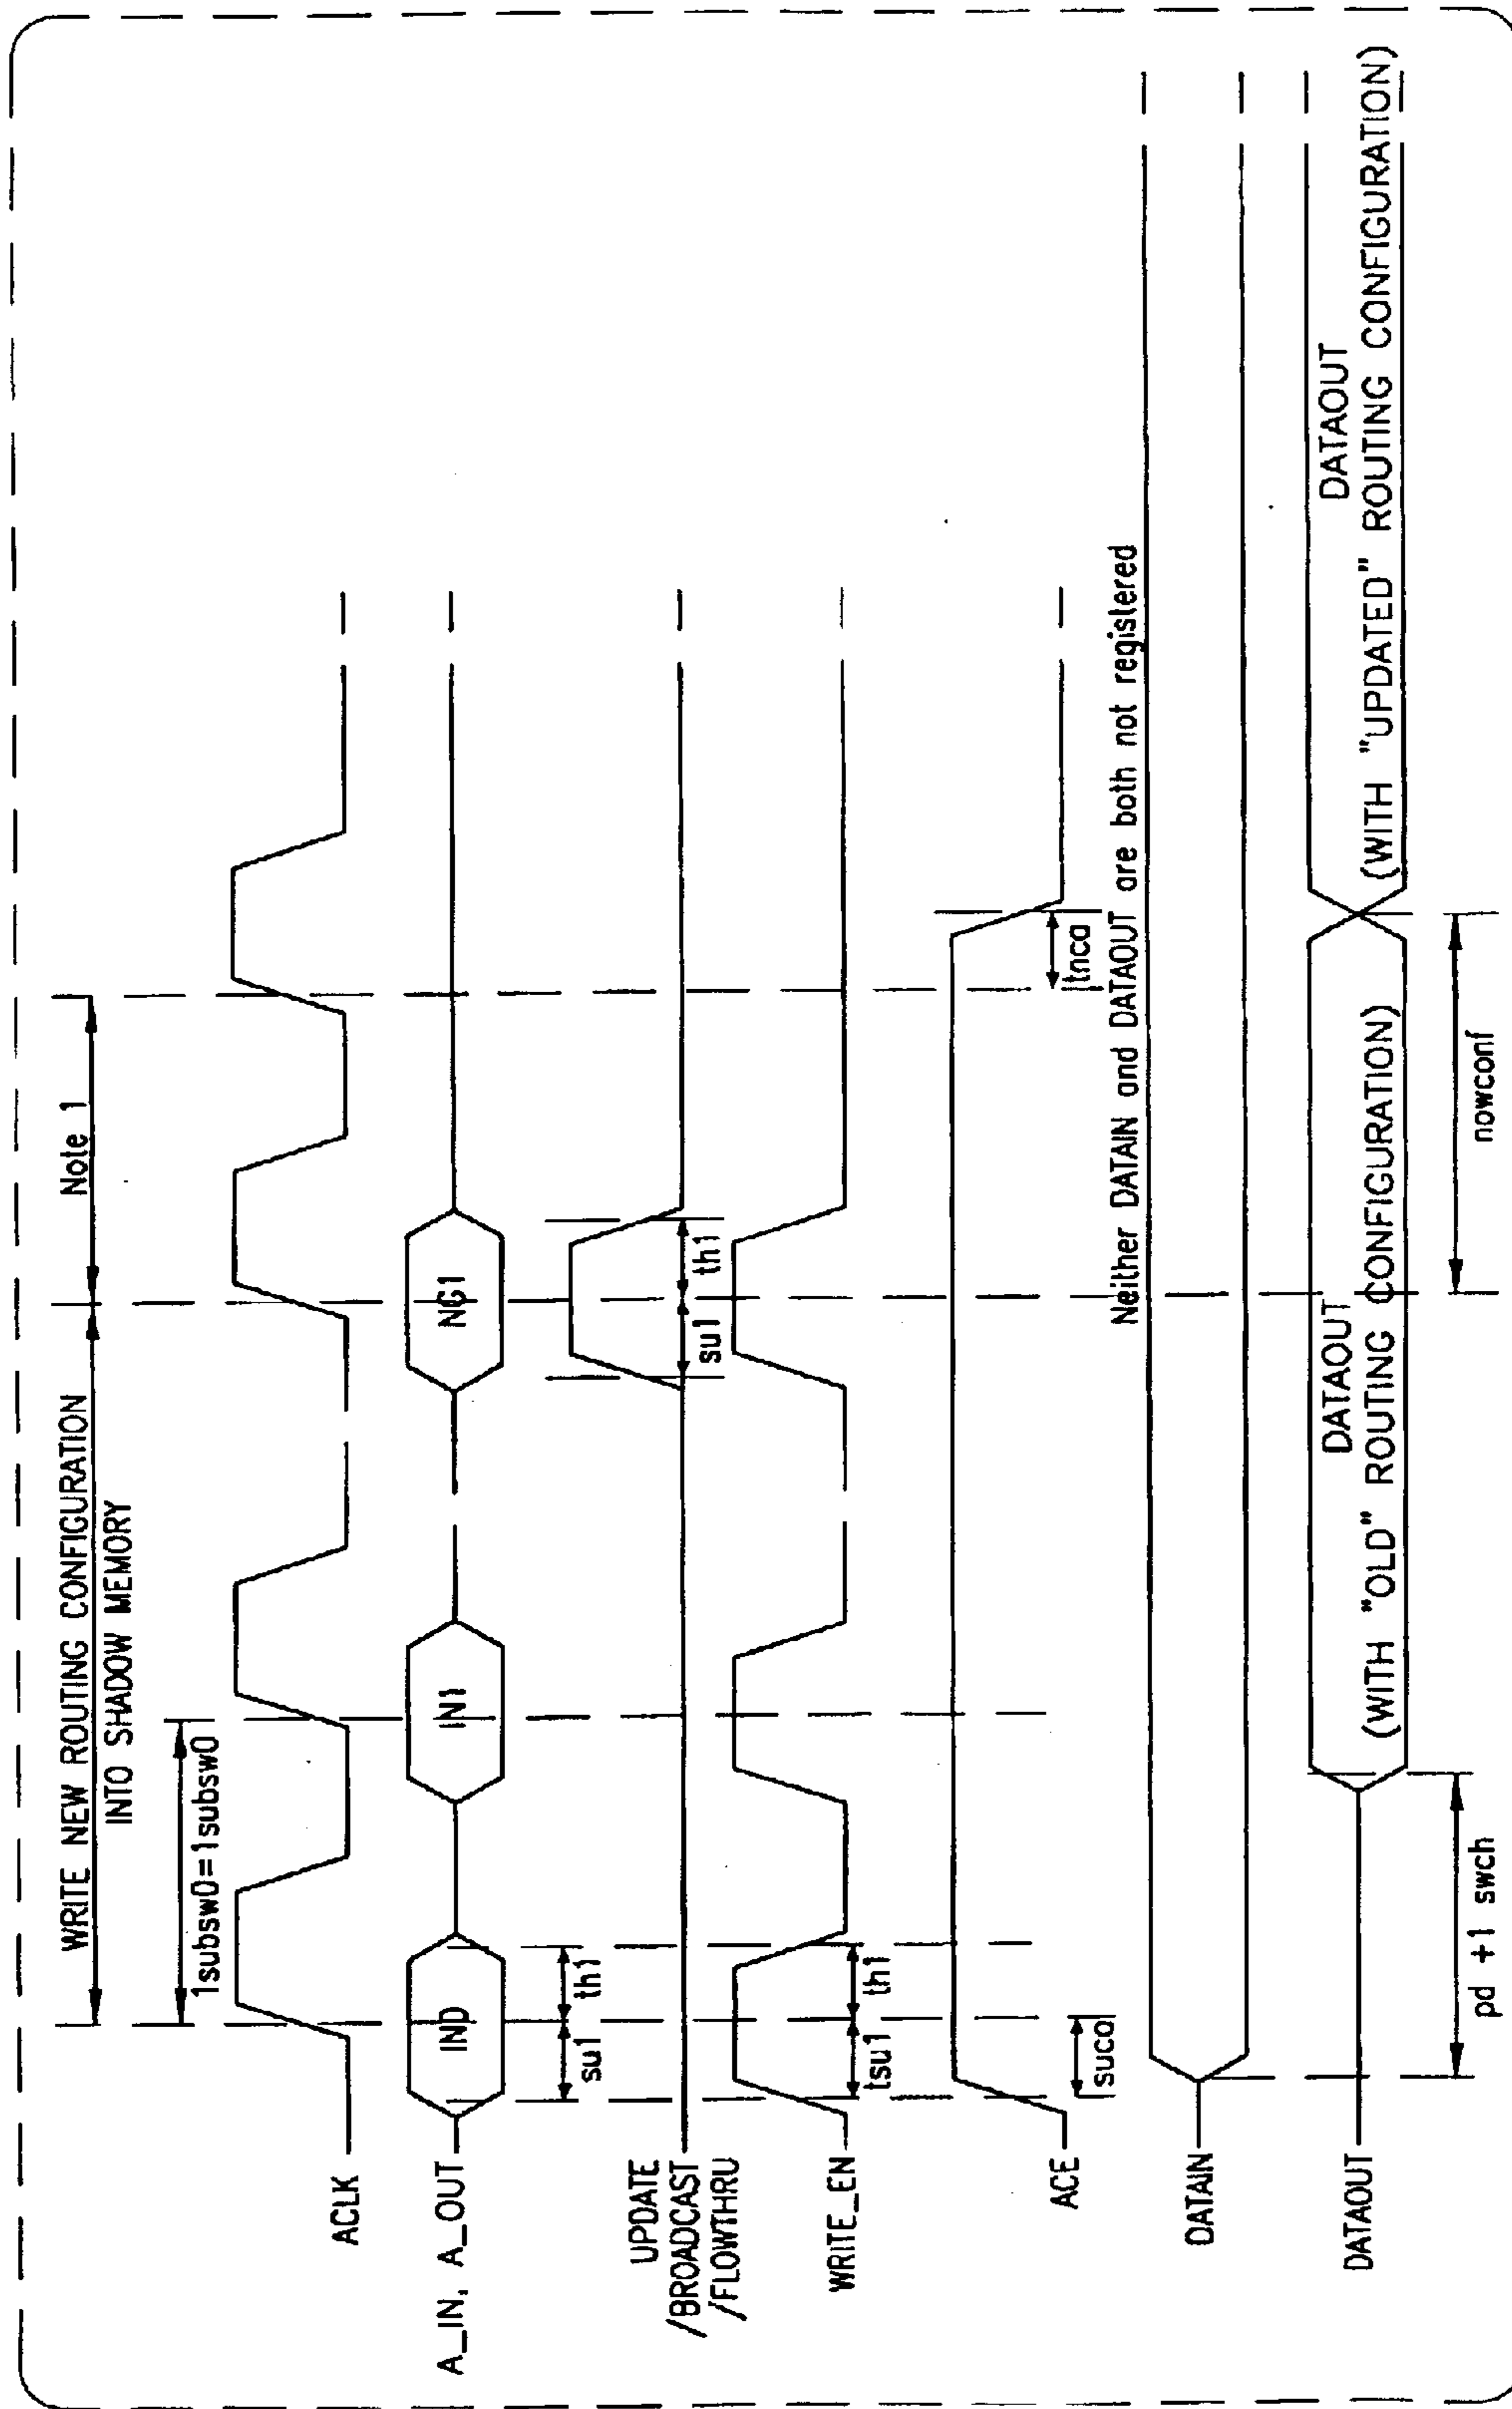 WRITE NEW ROUTING CONFIGURATION
INTO SHADOW MEMORY
Note 1
1subsw0=1subsw0
ACLK
A_IN, A_OUT
IND
IN1
NG1
su1
th1
UPDATE
/BROADCAST
/FLOWTHRU
su1
th1
WRITE_EN
tsu1
th1
ACE
suca
tnca
Neither DATAIN and DATAOUT are both not registered
DATAIN
DATAOUT
DATAOUT
(WITH "OLD" ROUTING CONFIGURATION)
DATAOUT
(WITH "UPDATED" ROUTING CONFIGURATION)
pd +1 swch
nowconf